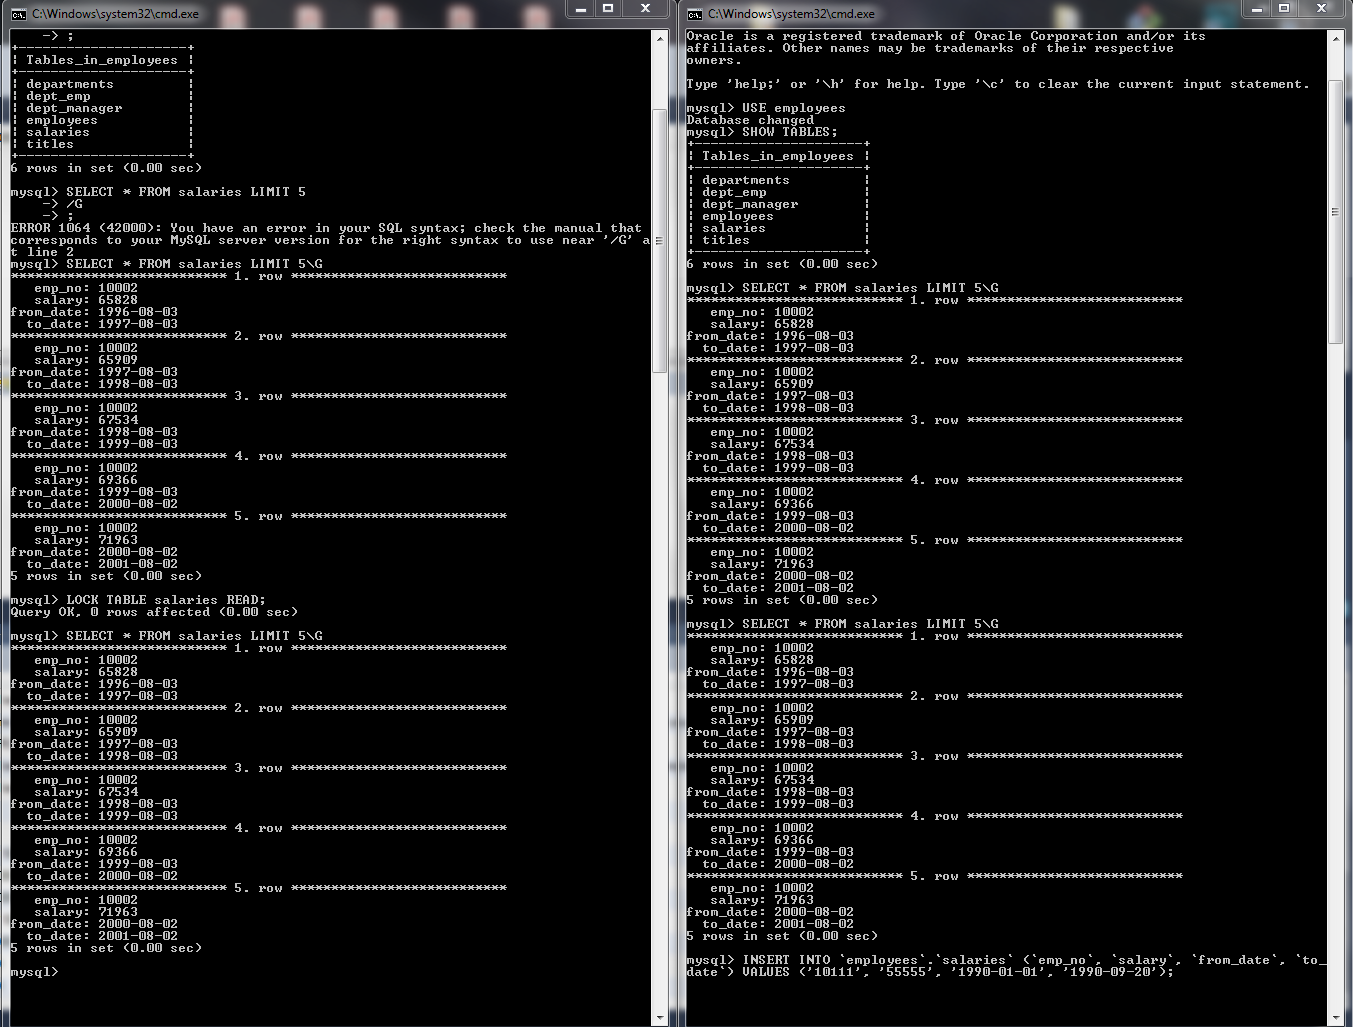 C:\Windows\system32\cmd.exe
    -> ;
+---------------------+
| Tables_in_employees |
+---------------------+
| departments         |
| dept_emp            |
| dept_manager        |
| employees           |
| salaries            |
| titles              |
+---------------------+
6 rows in set (0.00 sec)
mysql> SELECT * FROM salaries LIMIT 5
    -> /G
    -> ;
ERROR 1064 (42000): You have an error in your SQL syntax; check the manual that
corresponds to your MySQL server version for the right syntax to use near '/G' a
t line 2
mysql> SELECT * FROM salaries LIMIT 5\G
*************************** 1. row ***************************
   emp_no: 10002
   salary: 65828
from_date: 1996-08-03
  to_date: 1997-08-03
*************************** 2. row ***************************
   emp_no: 10002
   salary: 65909
from_date: 1997-08-03
  to_date: 1998-08-03
*************************** 3. row ***************************
   emp_no: 10002
   salary: 67534
from_date: 1998-08-03
  to_date: 1999-08-03
*************************** 4. row ***************************
   emp_no: 10002
   salary: 69366
from_date: 1999-08-03
  to_date: 2000-08-02
*************************** 5. row ***************************
   emp_no: 10002
   salary: 71963
from_date: 2000-08-02
  to_date: 2001-08-02
5 rows in set (0.00 sec)
mysql> LOCK TABLE salaries READ;
Query OK, 0 rows affected (0.00 sec)
mysql> SELECT * FROM salaries LIMIT 5\G
*************************** 1. row ***************************
   emp_no: 10002
   salary: 65828
from_date: 1996-08-03
  to_date: 1997-08-03
*************************** 2. row ***************************
   emp_no: 10002
   salary: 65909
from_date: 1997-08-03
  to_date: 1998-08-03
*************************** 3. row ***************************
   emp_no: 10002
   salary: 67534
from_date: 1998-08-03
  to_date: 1999-08-03
*************************** 4. row ***************************
   emp_no: 10002
   salary: 69366
from_date: 1999-08-03
  to_date: 2000-08-02
*************************** 5. row ***************************
   emp_no: 10002
   salary: 71963
from_date: 2000-08-02
  to_date: 2001-08-02
5 rows in set (0.00 sec)
mysql>
C:\Windows\system32\cmd.exe
Oracle is a registered trademark of Oracle Corporation and/or its
affiliates. Other names may be trademarks of their respective
owners.
Type 'help;' or '\h' for help. Type '\c' to clear the current input statement.
mysql> USE employees
Database changed
mysql> SHOW TABLES;
+---------------------+
| Tables_in_employees |
+---------------------+
| departments         |
| dept_emp            |
| dept_manager        |
| employees           |
| salaries            |
| titles              |
+---------------------+
6 rows in set (0.00 sec)
mysql> SELECT * FROM salaries LIMIT 5\G
*************************** 1. row ***************************
   emp_no: 10002
   salary: 65828
from_date: 1996-08-03
  to_date: 1997-08-03
*************************** 2. row ***************************
   emp_no: 10002
   salary: 65909
from_date: 1997-08-03
  to_date: 1998-08-03
*************************** 3. row ***************************
   emp_no: 10002
   salary: 67534
from_date: 1998-08-03
  to_date: 1999-08-03
*************************** 4. row ***************************
   emp_no: 10002
   salary: 69366
from_date: 1999-08-03
  to_date: 2000-08-02
*************************** 5. row ***************************
   emp_no: 10002
   salary: 71963
from_date: 2000-08-02
  to_date: 2001-08-02
5 rows in set (0.00 sec)
mysql> SELECT * FROM salaries LIMIT 5\G
*************************** 1. row ***************************
   emp_no: 10002
   salary: 65828
from_date: 1996-08-03
  to_date: 1997-08-03
*************************** 2. row ***************************
   emp_no: 10002
   salary: 65909
from_date: 1997-08-03
  to_date: 1998-08-03
*************************** 3. row ***************************
   emp_no: 10002
   salary: 67534
from_date: 1998-08-03
  to_date: 1999-08-03
*************************** 4. row ***************************
   emp_no: 10002
   salary: 69366
from_date: 1999-08-03
  to_date: 2000-08-02
*************************** 5. row ***************************
   emp_no: 10002
   salary: 71963
from_date: 2000-08-02
  to_date: 2001-08-02
5 rows in set (0.00 sec)
mysql> INSERT INTO `employees`.`salaries` (`emp_no`, `salary`, `from_date`, `to_
date`) VALUES ('10111', '55555', '1990-01-01', '1990-09-20');